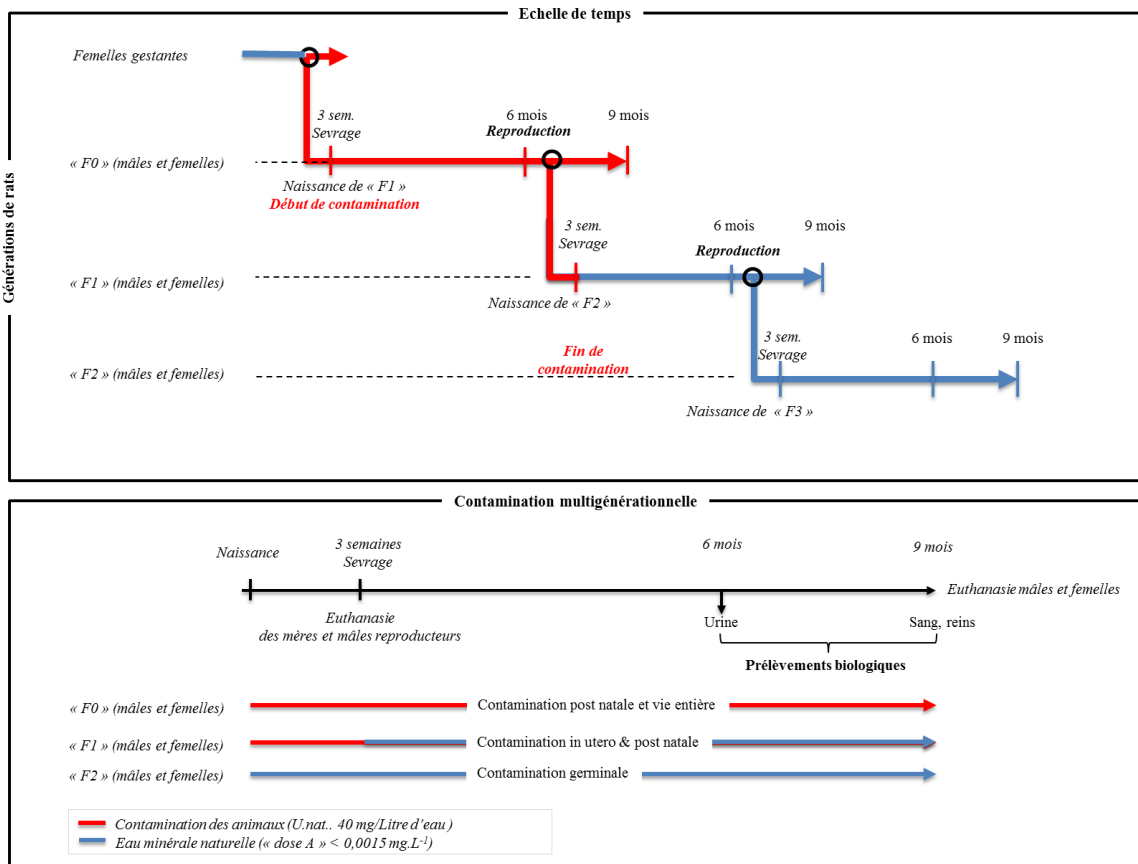 Echelle de temps
Générations de rats
Femelles gestantes
3 sem.
Sevrage
6 mois
Reproduction
9 mois
« F0 » (mâles et femelles)
Naissance de « F1 »
Début de contamination
3 sem.
Sevrage
6 mois
Reproduction
9 mois
« F1 » (mâles et femelles)
Naissance de « F2 »
Fin de
contamination
3 sem.
Sevrage
6 mois
9 mois
« F2 » (mâles et femelles)
Naissance de « F3 »
Contamination multigénérationnelle
Naissance
3 semaines
Sevrage
6 mois
9 mois
Euthanasie mâles et femelles
Euthanasie
des mères et mâles reproducteurs
Urine
Sang, reins
Prélèvements biologiques
« F0 » (mâles et femelles)
Contamination post natale et vie entière
« F1 » (mâles et femelles)
Contamination in utero & post natale
« F2 » (mâles et femelles)
Contamination germinale
Contamination des animaux (U.nat.. 40 mg/Litre d'eau )
Eau minérale naturelle (« dose A » < 0,0015 mg.L⁻¹)